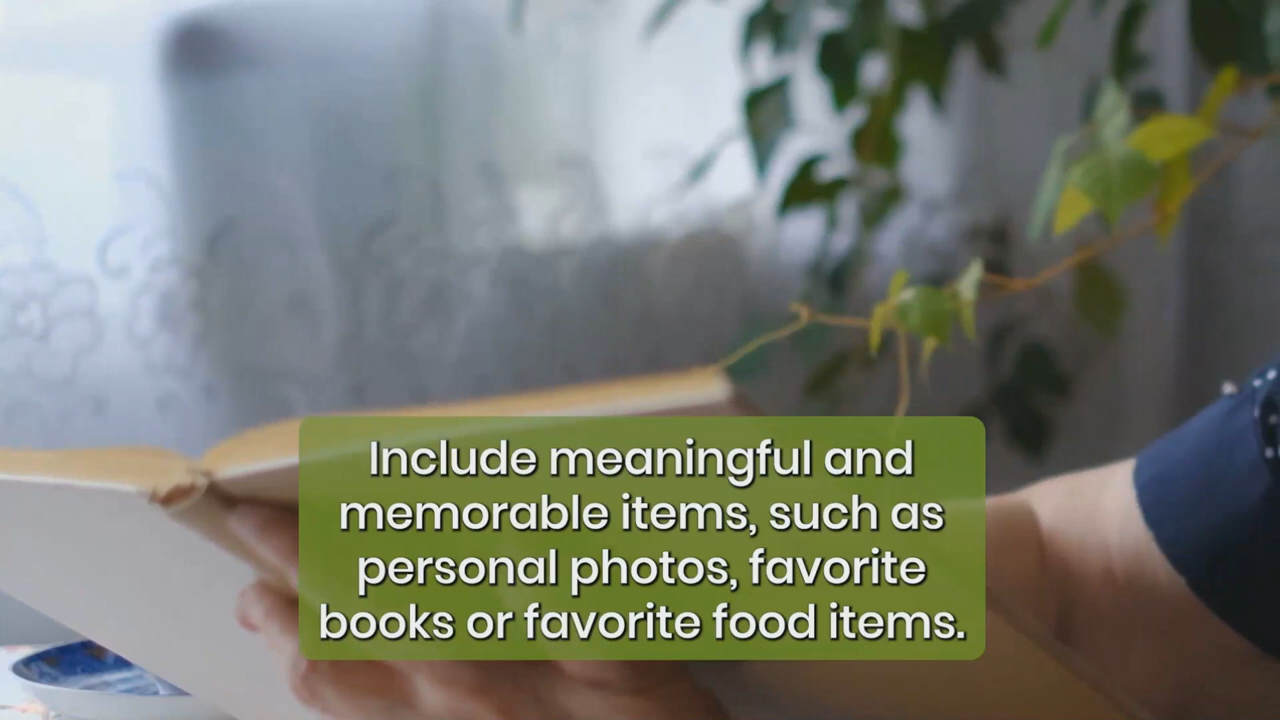 Include meaningful and
memorable items, such as
personal photos, favorite
books or favorite food items.